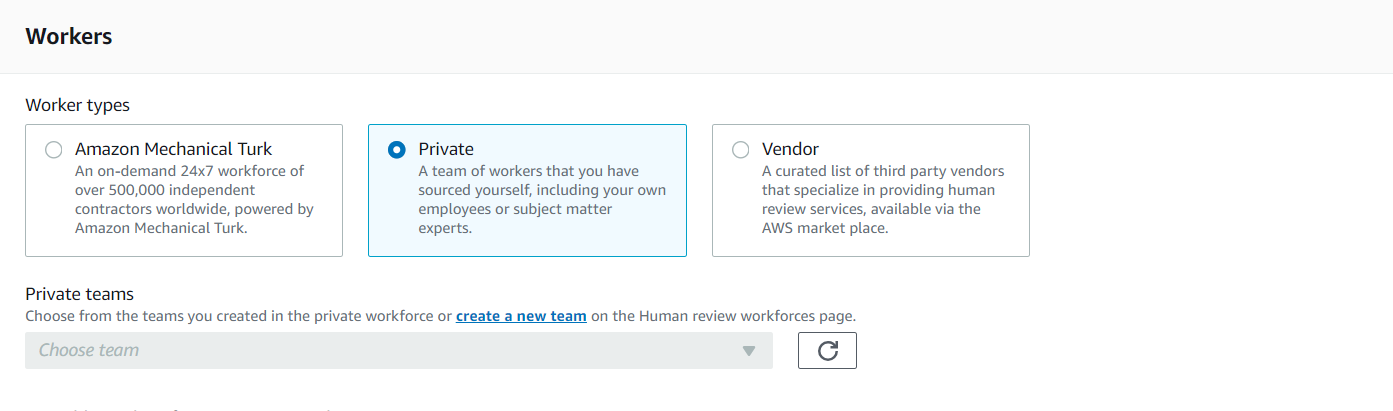 Workers
Worker types
Amazon Mechanical Turk
An on-demand 24x7 workforce of
over 500,000 independent
contractors worldwide, powered by
Amazon Mechanical Turk.
Private
A team of workers that you have
sourced yourself, including your own
employees or subject matter
experts.
Vendor
A curated list of third party vendors
that specialize in providing human
review services, available via the
AWS market place.
Private teams
Choose from the teams you created in the private workforce or create a new team on the Human review workforces page.
Choose team